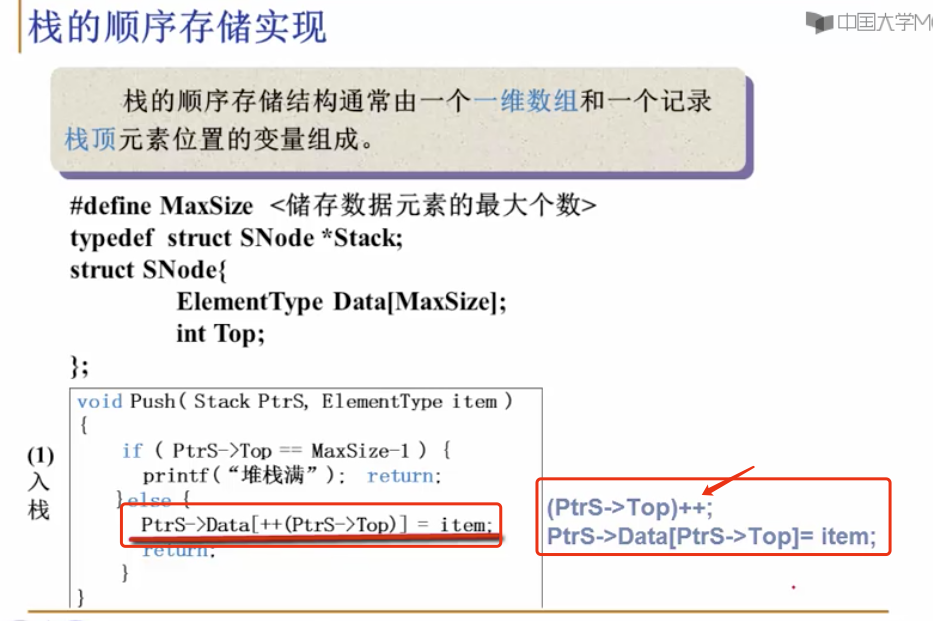 栈的顺序存储实现
中国大学M
栈的顺序存储结构通常由一个一维数组和一个记录
栈顶元素位置的变量组成。
#define MaxSize <储存数据元素的最大个数>
typedef struct SNode *Stack;
struct SNode{
ElementType Data[MaxSize];
int Top;
};
(1)
入
栈
void Push( Stack PtrS, ElementType item )
{
if ( PtrS->Top == MaxSize-1 ) {
printf(“堆栈满”); return;
}else {
PtrS->Data[++(PtrS->Top)] = item;
return;
}
}
(PtrS->Top)++;
PtrS->Data[PtrS->Top]= item;